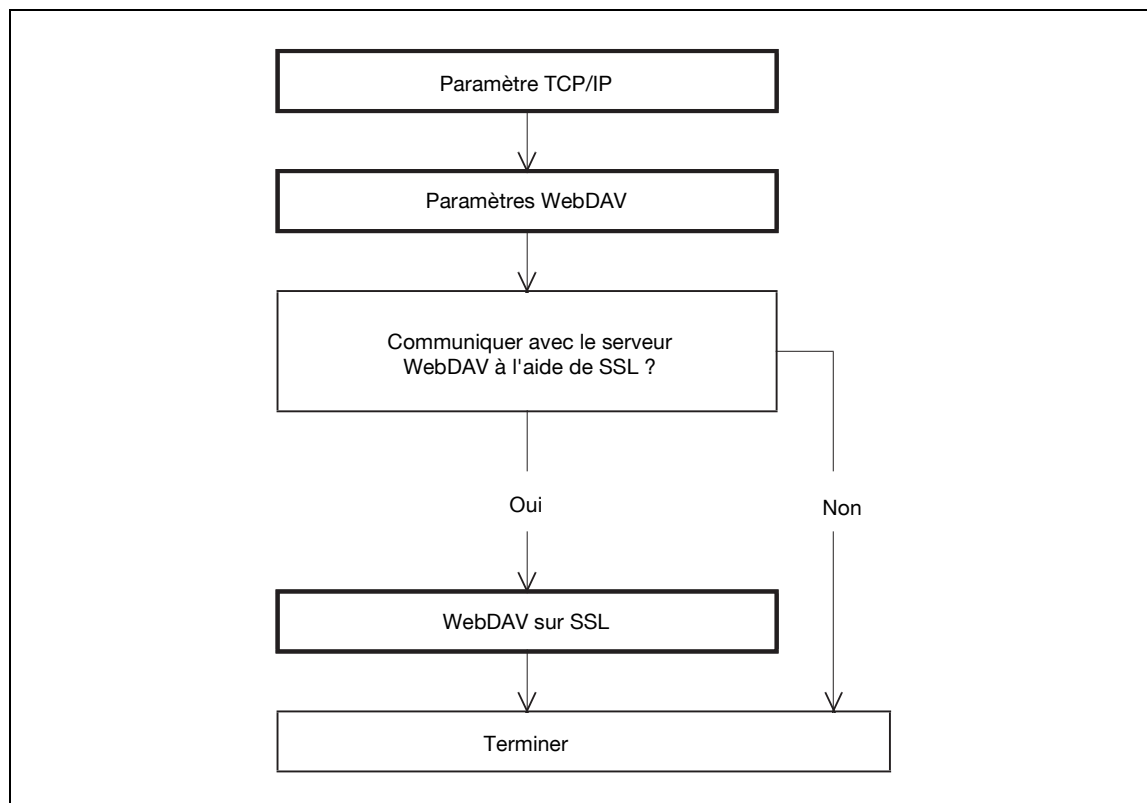 Paramètre TCP/IP
Paramètres WebDAV
Communiquer avec le serveur
WebDAV à l'aide de SSL ?
Oui
Non
WebDAV sur SSL
Terminer